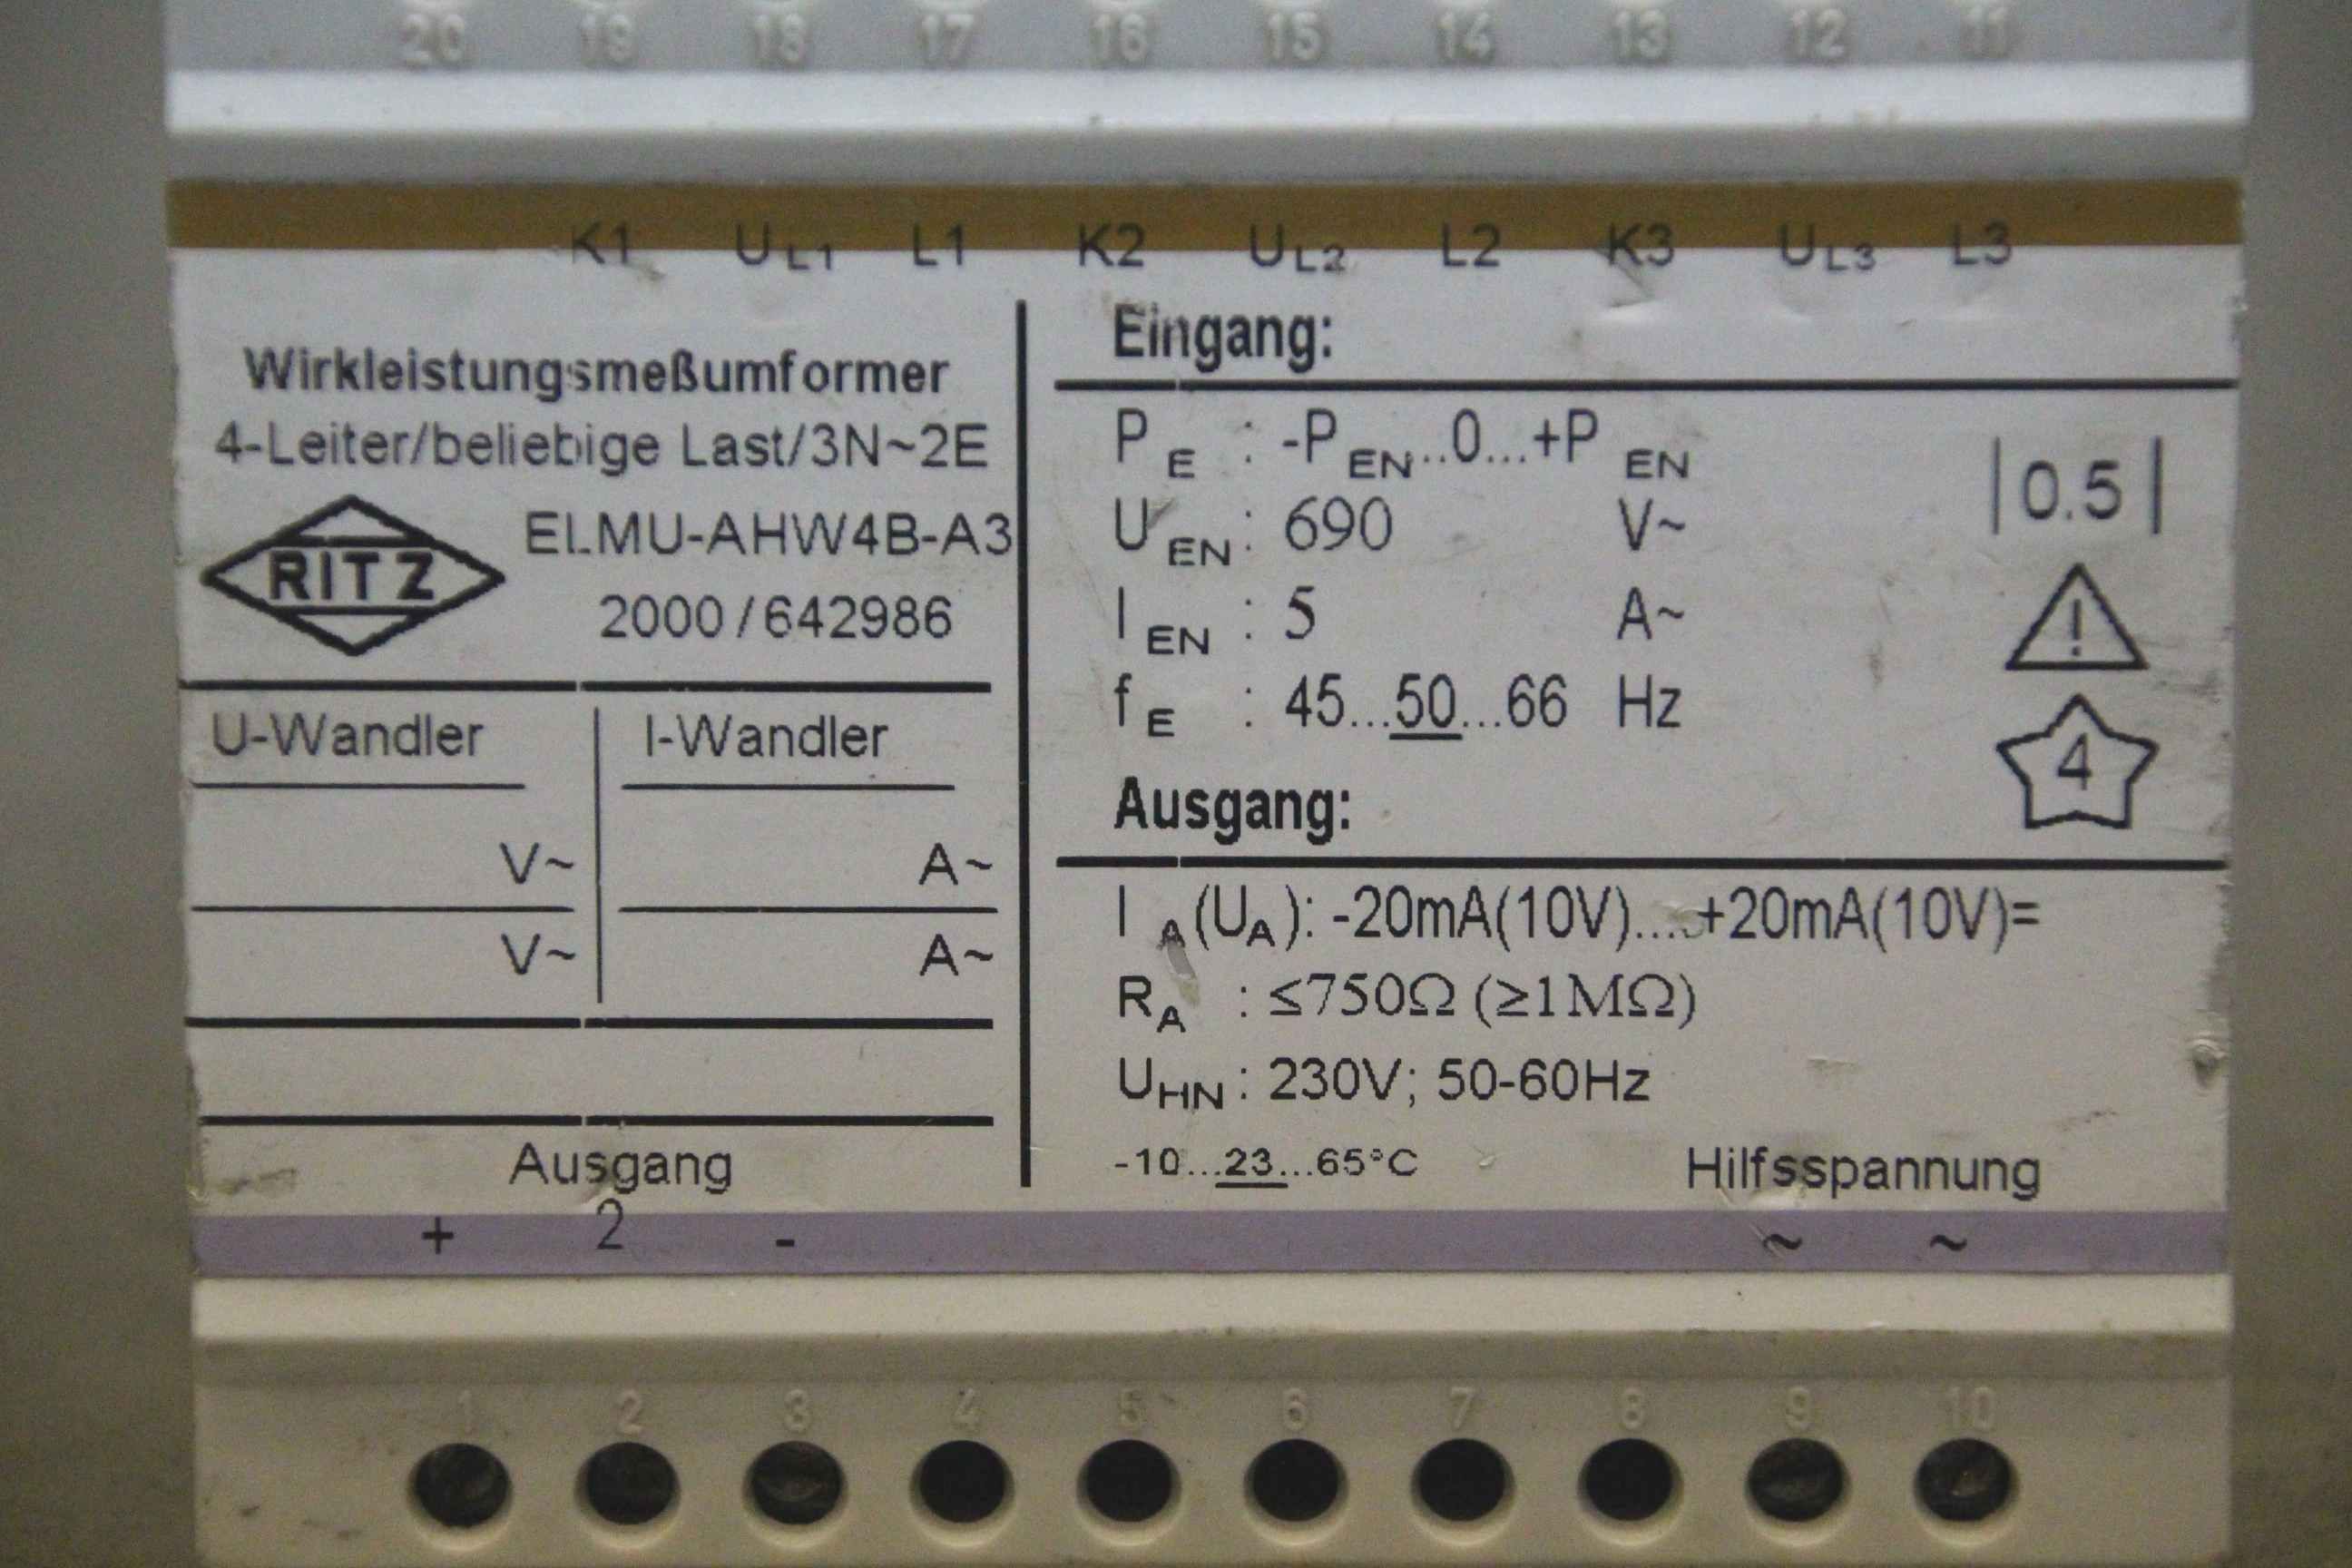 20 19 18 17 16 15 14 13 12 11
K1 UL1 L1 K2 UL2 L2 K3 UL3 L3
Wirkleistungsmeßumformer
4-Leiter/beliebige Last/3N~2E
RITZ
ELMU-AHW4B-A3
2000/642986
U-Wandler I-Wandler
V~ A~
V~ A~
Ausgang
+ 2 -
Eingang:
PE : -PEN...0...+PEN
UEN : 690 V~
IEN : 5 A~
fE : 45...50...66 Hz
|0.5|
!
4
Ausgang:
IA(UA): -20mA(10V)...+20mA(10V)=
RA : ≤750Ω (≥1MΩ)
UHN : 230V; 50-60Hz
-10...23...65°C
Hilfsspannung
~ ~
1 2 3 4 5 6 7 8 9 10